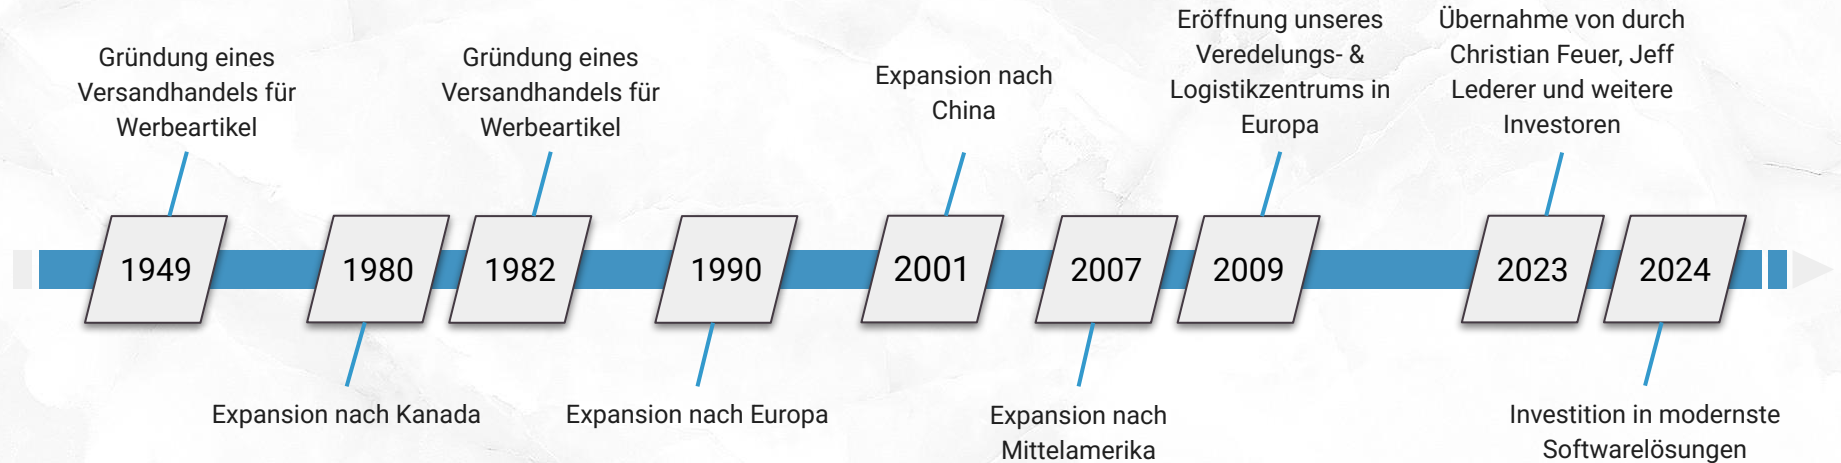 Gründung eines
Versandhandels für
Werbeartikel
Gründung eines
Versandhandels für
Werbeartikel
Expansion nach
China
Eröffnung unseres
Veredelungs- &
Logistikzentrums in
Europa
Übernahme von durch
Christian Feuer, Jeff
Lederer und weitere
Investoren
1949
1980
1982
1990
2001
2007
2009
2023
2024
Expansion nach Kanada
Expansion nach Europa
Expansion nach
Mittelamerika
Investition in modernste
Softwarelösungen